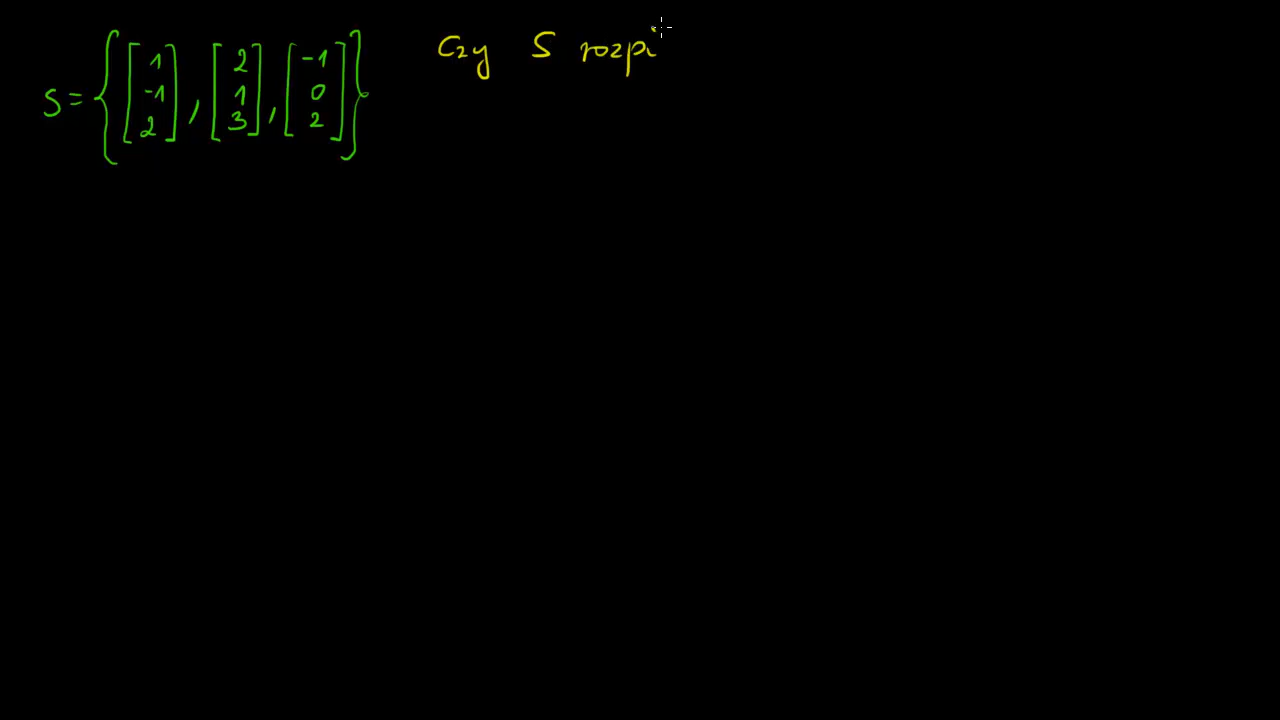 S = { [1 -1 2], [2 1 3], [-1 0 2] }
Czy S rozpi